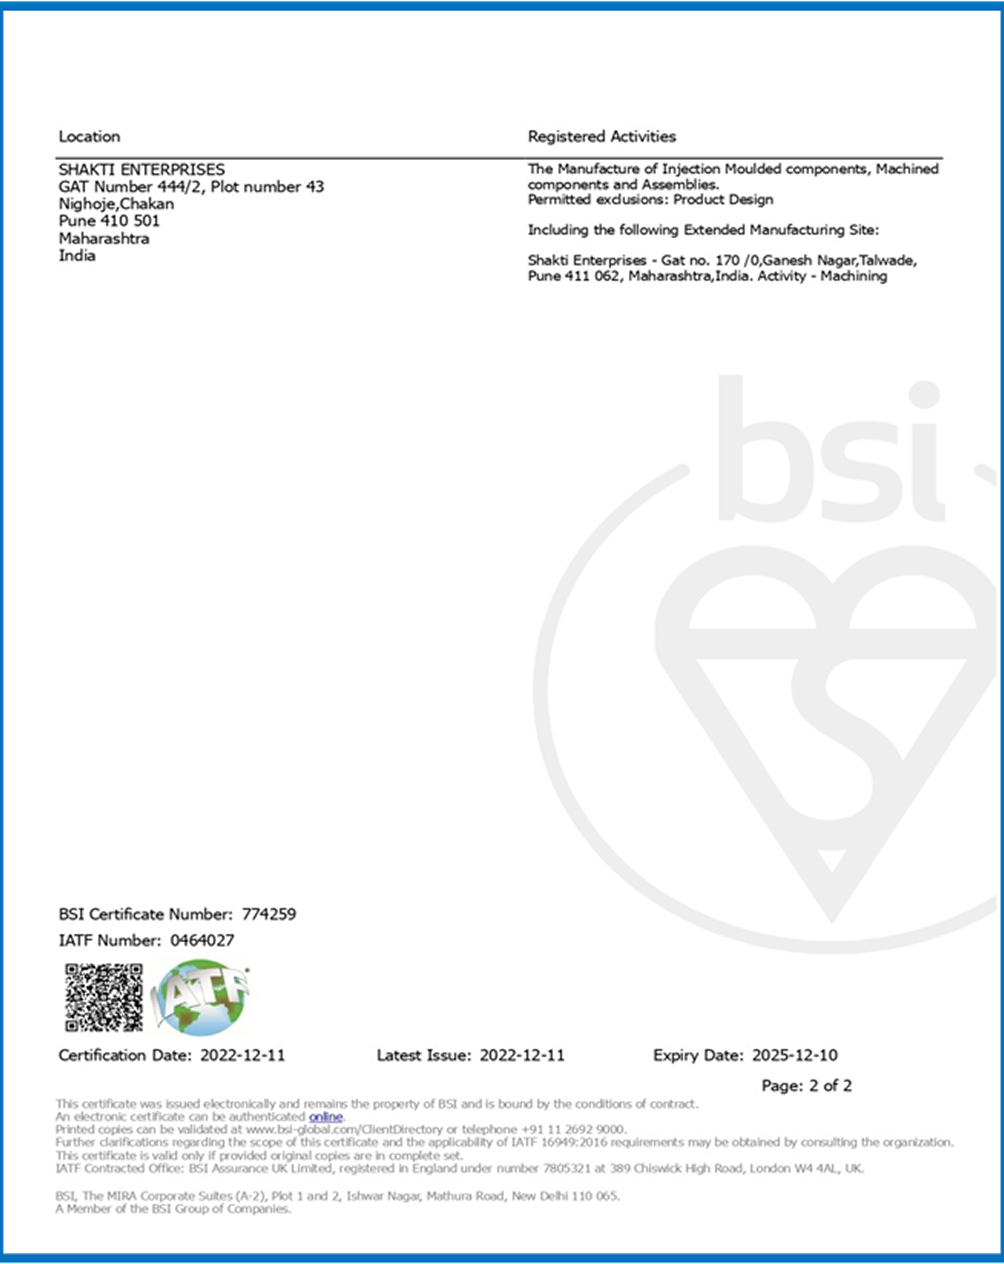 Location
Registered Activities
SHAKTI ENTERPRISES
GAT Number 444/2, Plot number 43
Nighoje,Chakan
Pune 410 501
Maharashtra
India
The Manufacture of Injection Moulded components, Machined
components and Assemblies.
Permitted exclusions: Product Design
Including the following Extended Manufacturing Site:
Shakti Enterprises - Gat no. 170 /0,Ganesh Nagar,Talwade,
Pune 411 062, Maharashtra,India. Activity - Machining
bsi
BSI Certificate Number: 774259
IATF Number: 0464027
IATF
Certification Date: 2022-12-11
Latest Issue: 2022-12-11
Expiry Date: 2025-12-10
Page: 2 of 2
This certificate was issued electronically and remains the property of BSI and is bound by the conditions of contract.
An electronic certificate can be authenticated online.
Printed copies can be validated at www.bsi-global.com/ClientDirectory or telephone +91 11 2692 9000.
Further clarifications regarding the scope of this certificate and the applicability of IATF 16949:2016 requirements may be obtained by consulting the organization.
This certificate is valid only if provided original copies are in complete set.
IATF Contracted Office: BSI Assurance UK Limited, registered in England under number 7805321 at 389 Chiswick High Road, London W4 4AL, UK.
BSI, The MIRA Corporate Suites (A-2), Plot 1 and 2, Ishwar Nagar, Mathura Road, New Delhi 110 065.
A Member of the BSI Group of Companies.